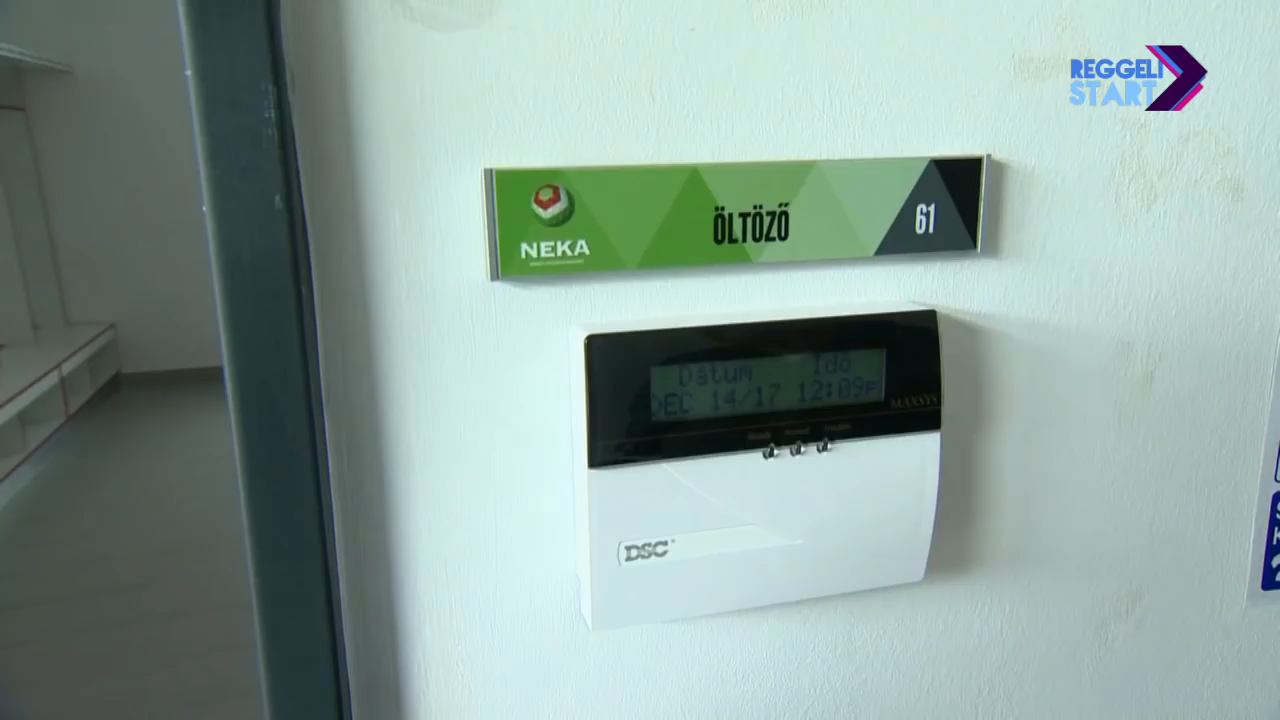 REGGELI
START
NEKA
ÖLTÖZŐ
61
Dátum Idő
DEC 14/17 12:09P
MAXSYS
DSC